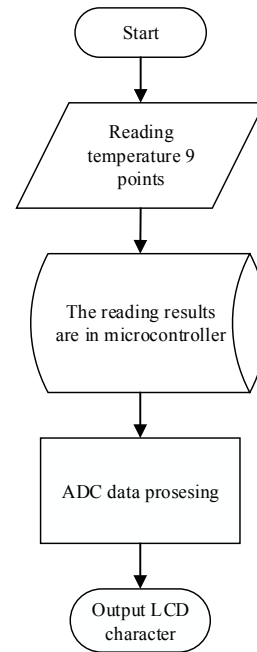 Start
Reading
temperature 9
points
The reading results
are in microcontroller
ADC data prosesing
Output LCD
character